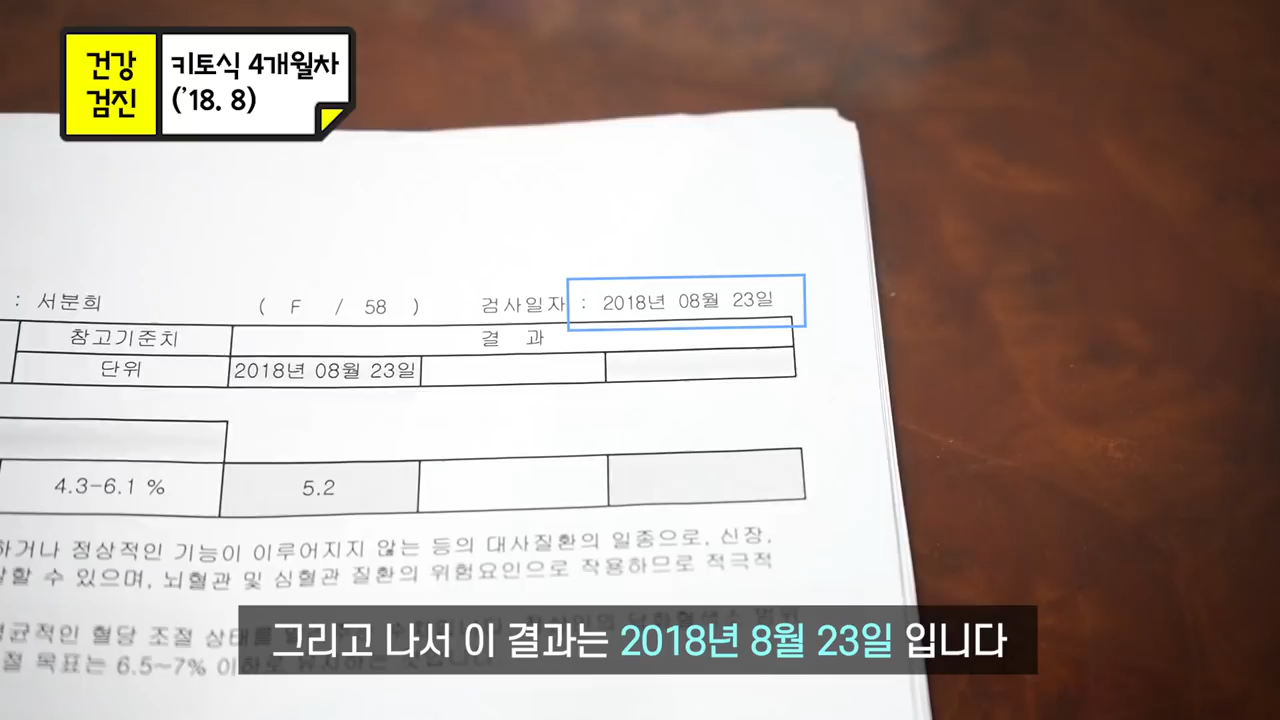 건강
검진
키토식 4개월차
('18. 8)
: 서분희 ( F / 58 ) 검사일자 : 2018년 08월 23일
참고기준치 결 과
단위 2018년 08월 23일
4.3-6.1 % 5.2
하거나 정상적인 기능이 이루어지지 않는 등의 대사질환의 일종으로, 신장,
할 수 있으며, 뇌혈관 및 심혈관 질환의 위험요인으로 작용하므로 적극적
평균적인 혈당 조절 상태를
절 목표는 6.5~7% 이하로
그리고 나서 이 결과는 2018년 8월 23일 입니다